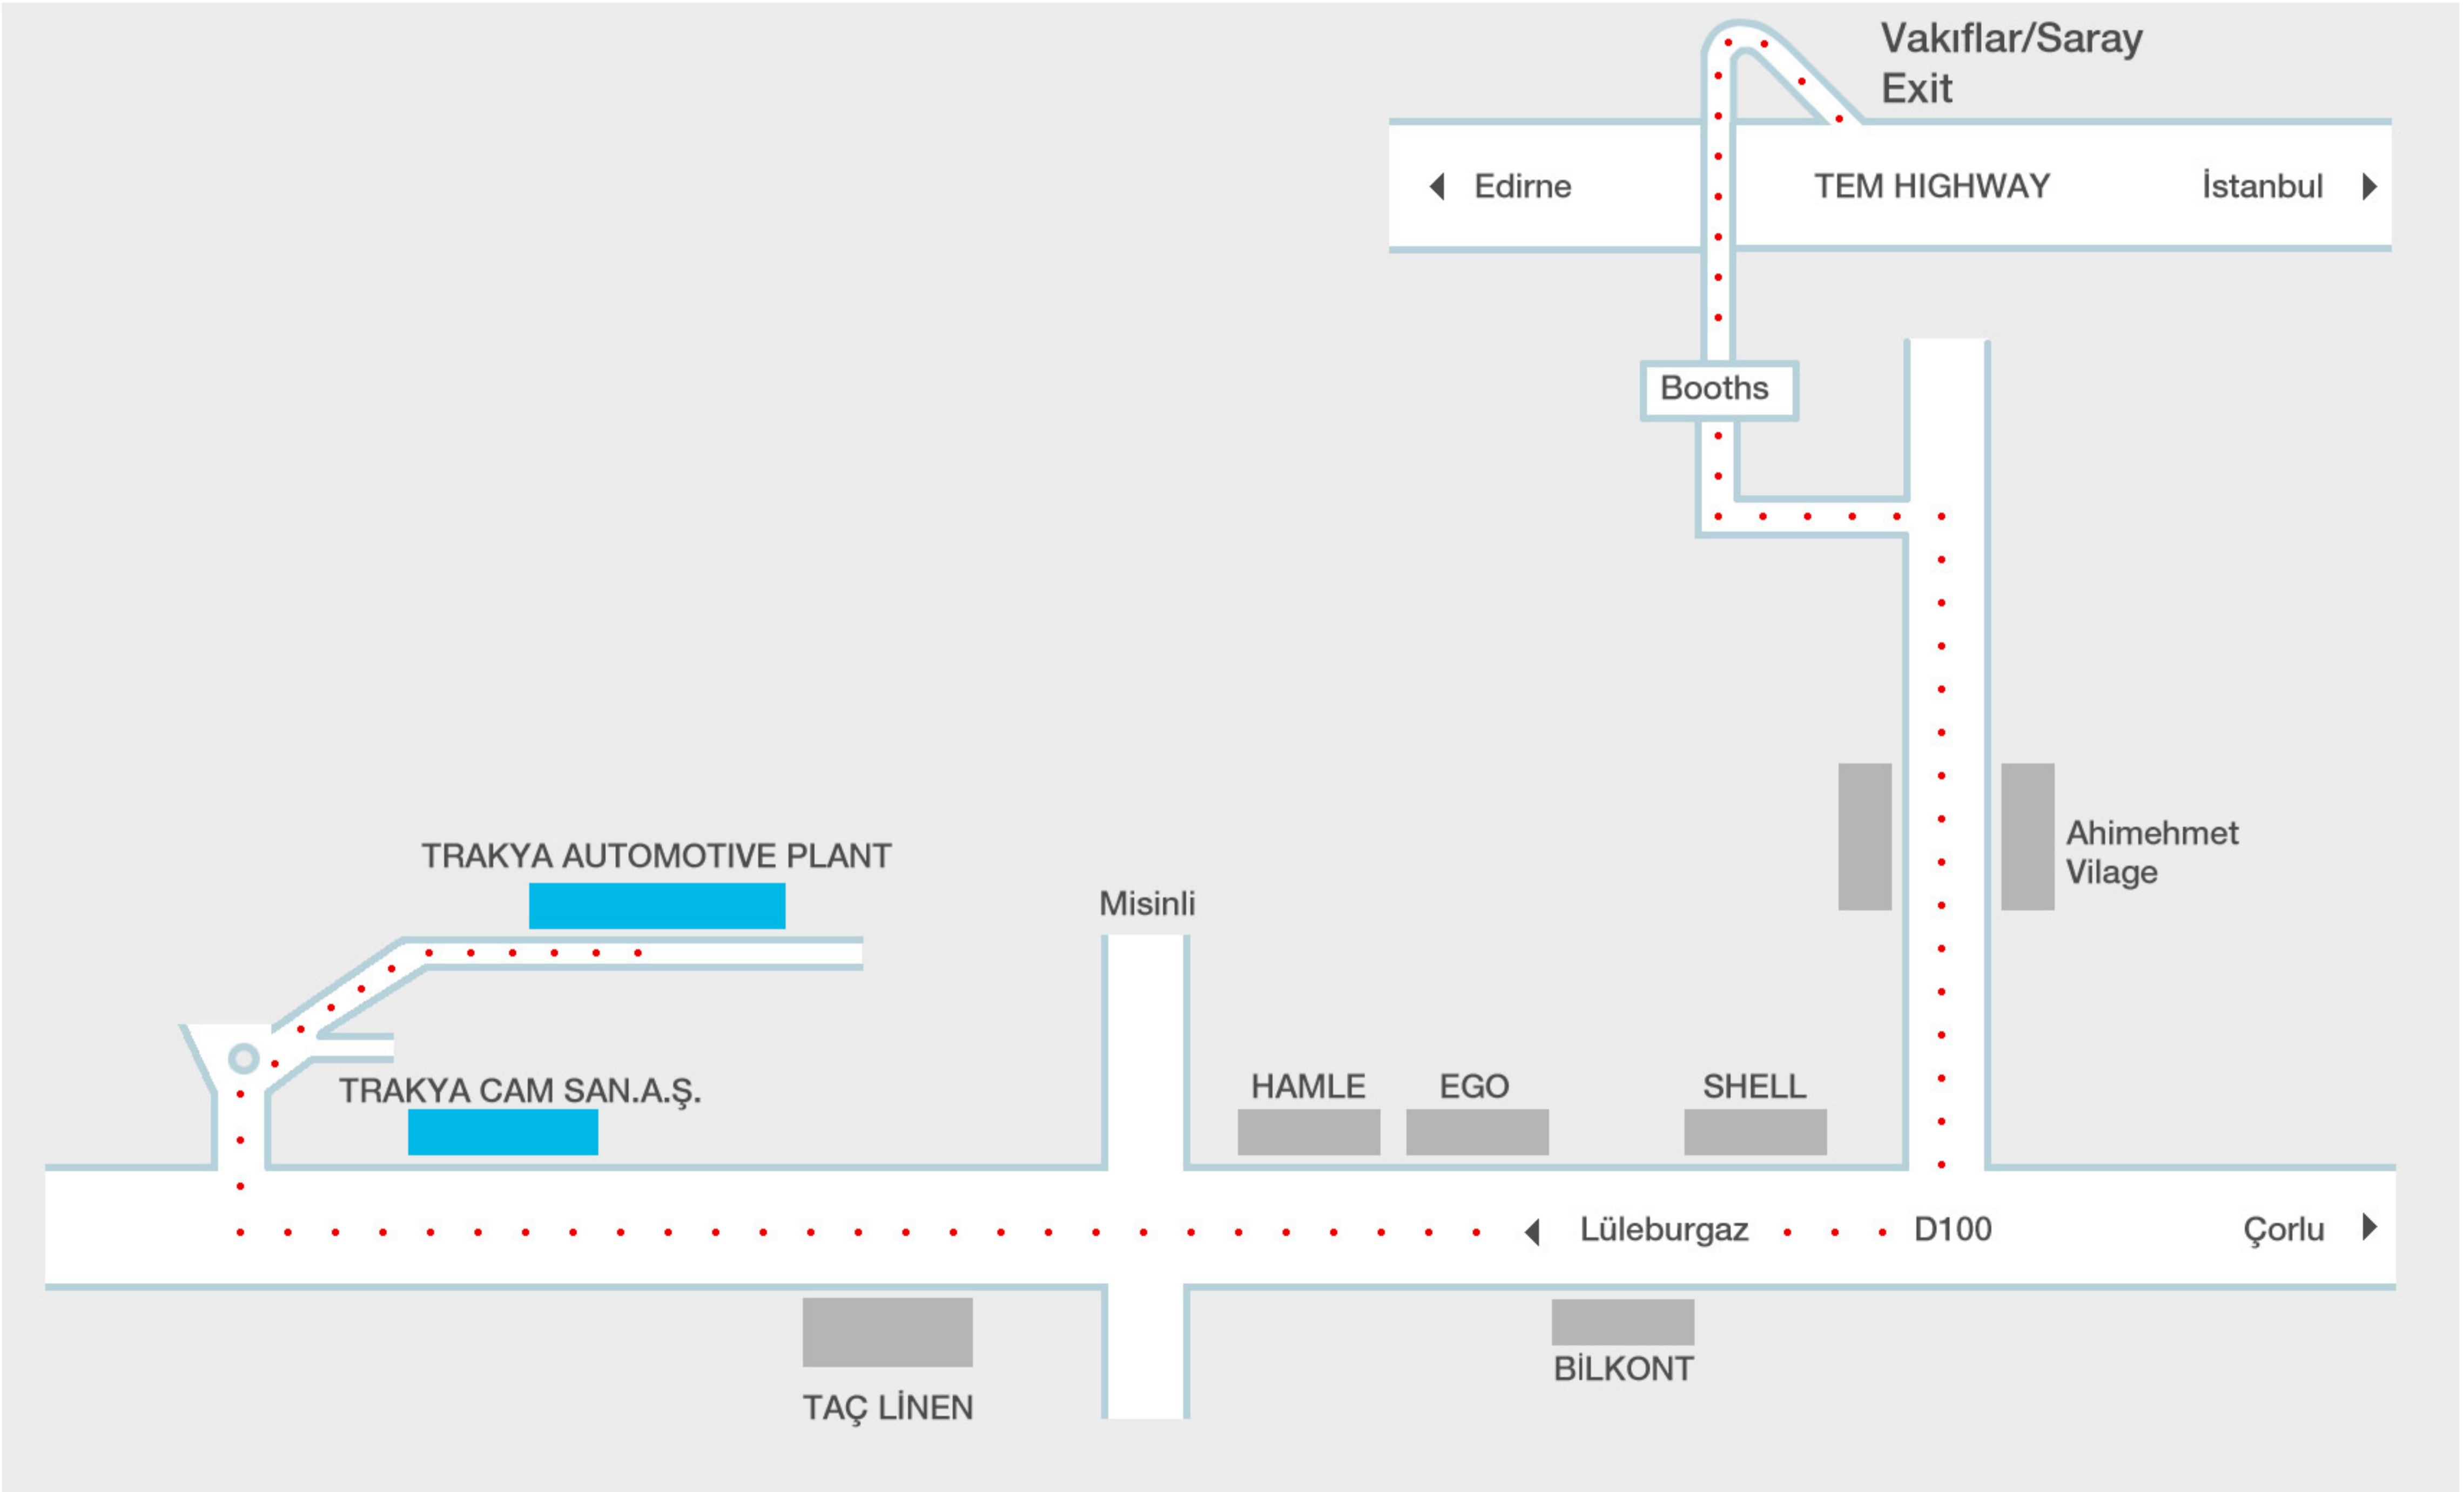 Vakıflar/Saray
Exit
Edirne
TEM HIGHWAY
İstanbul
Booths
Ahimehmet
Vilage
TRAKYA AUTOMOTIVE PLANT
Misinli
TRAKYA CAM SAN.A.Ş.
HAMLE
EGO
SHELL
Lüleburgaz
D100
Çorlu
BİLKONT
TAÇ LİNEN